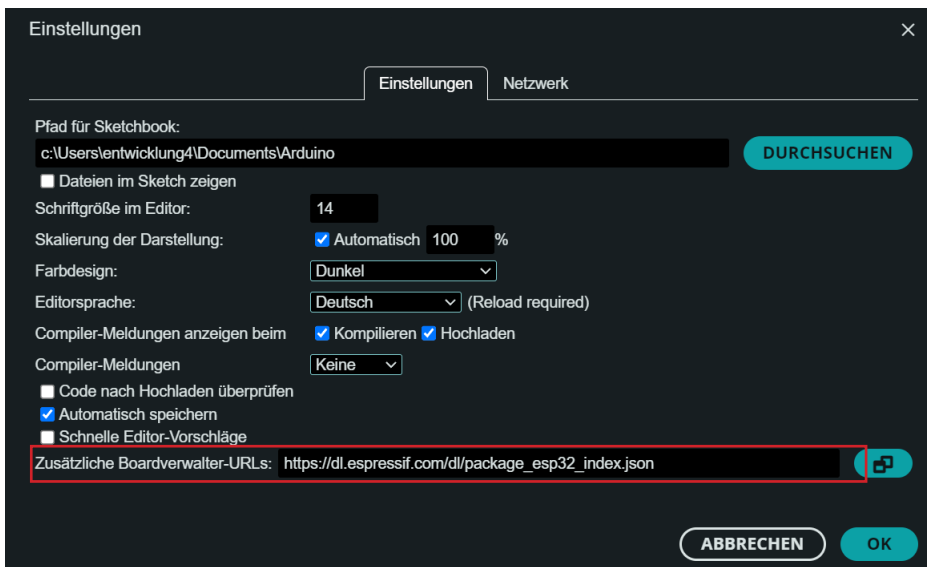 Einstellungen
Einstellungen Netzwerk
Pfad für Sketchbook:
c:\Users\entwicklung4\Documents\Arduino DURCHSUCHEN
Dateien im Sketch zeigen
Schriftgröße im Editor: 14
Skalierung der Darstellung: Automatisch 100 %
Farbdesign: Dunkel
Editorsprache: Deutsch (Reload required)
Compiler-Meldungen anzeigen beim Kompilieren Hochladen
Compiler-Meldungen Keine
Code nach Hochladen überprüfen
Automatisch speichern
Schnelle Editor-Vorschläge
Zusätzliche Boardverwalter-URLs: https://dl.espressif.com/dl/package_esp32_index.json
ABBRECHEN OK